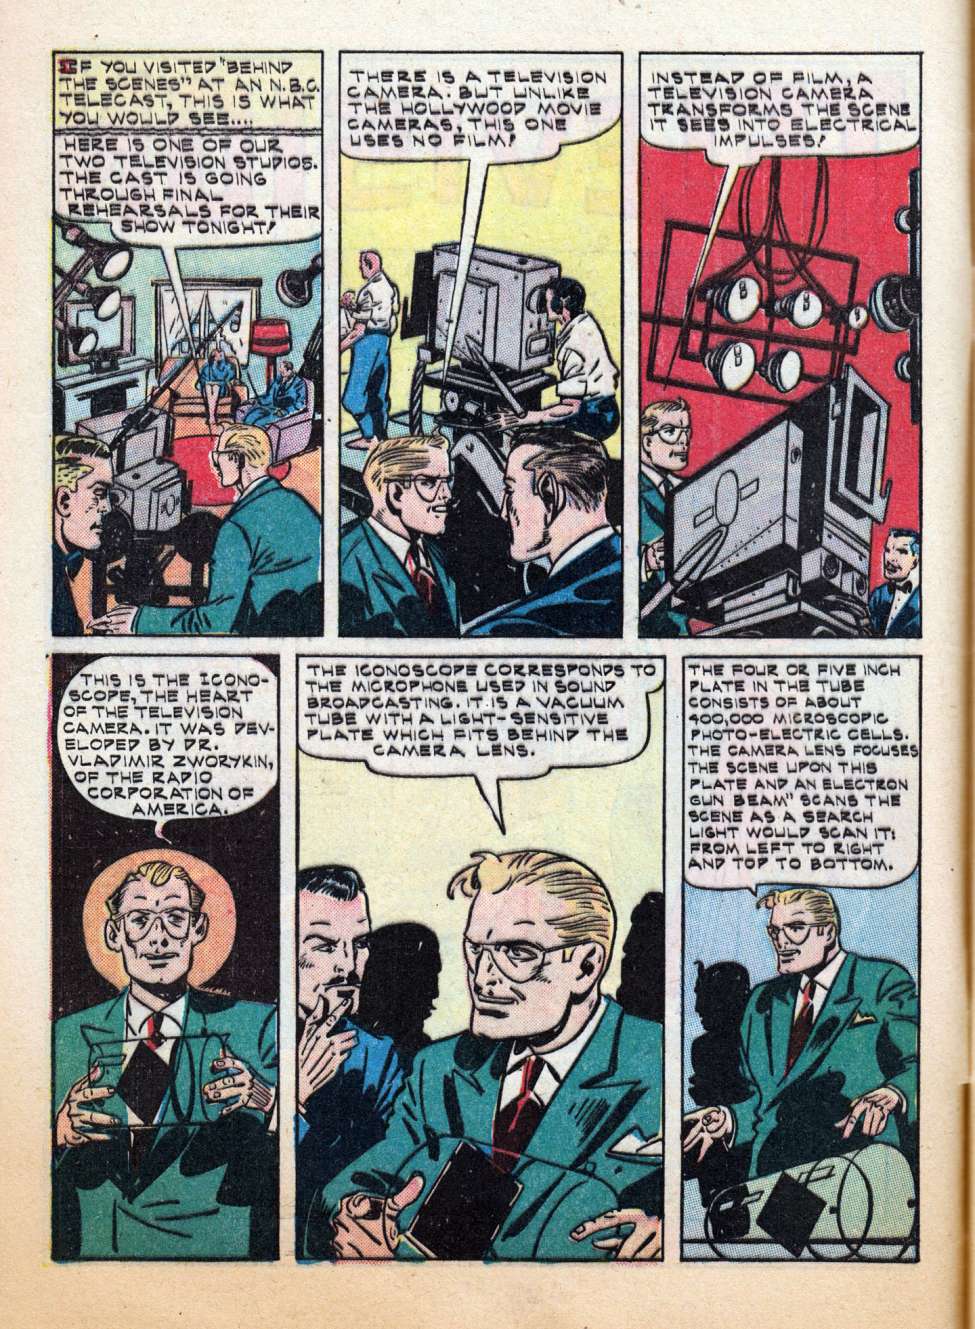 IF YOU VISITED "BEHIND
THE SCENES" AT AN N.B.C.
TELECAST, THIS IS WHAT
YOU WOULD SEE....
HERE IS ONE OF OUR
TWO TELEVISION STUDIOS.
THE CAST IS GOING
THROUGH FINAL
REHEARSALS FOR THEIR
SHOW TONIGHT!
THERE IS A TELEVISION
CAMERA. BUT UNLIKE
THE HOLLYWOOD MOVIE
CAMERAS, THIS ONE
USES NO FILM!
INSTEAD OF FILM, A
TELEVISION CAMERA
TRANSFORMS THE SCENE
IT SEES INTO ELECTRICAL
IMPULSES!
THIS IS THE ICONO-
SCOPE, THE HEART
OF THE TELEVISION
CAMERA. IT WAS DEV-
ELOPED BY DR.
VLADIMIR ZWORYKIN,
OF THE RADIO
CORPORATION OF
AMERICA.
THE ICONOSCOPE CORRESPONDS TO
THE MICROPHONE USED IN SOUND
BROADCASTING. IT IS A VACUUM
TUBE WITH A LIGHT-SENSITIVE
PLATE WHICH FITS BEHIND THE
CAMERA LENS.
THE FOUR OR FIVE INCH
PLATE IN THE TUBE
CONSISTS OF ABOUT
400,000 MICROSCOPIC
PHOTO-ELECTRIC CELLS.
THE CAMERA LENS FOCUSES
THE SCENE UPON THIS
PLATE AND AN ELECTRON
GUN BEAM" SCANS THE
SCENE AS A SEARCH
LIGHT WOULD SCAN IT:
FROM LEFT TO RIGHT
AND TOP TO BOTTOM.